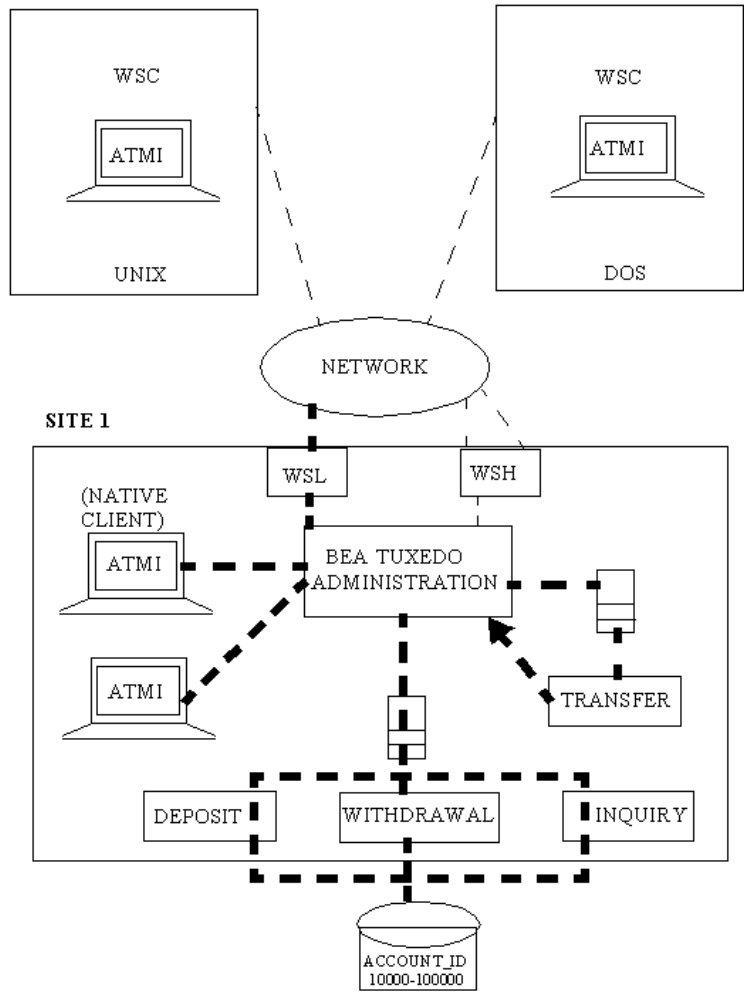 WSC
ATMI
UNIX
WSC
ATMI
DOS
NETWORK
SITE 1
WSL
WSH
(NATIVE
CLIENT)
ATMI
BEA TUXEDO
ADMINISTRATION
ATMI
TRANSFER
DEPOSIT
WITHDRAWAL
INQUIRY
ACCOUNT_ID
10000-100000